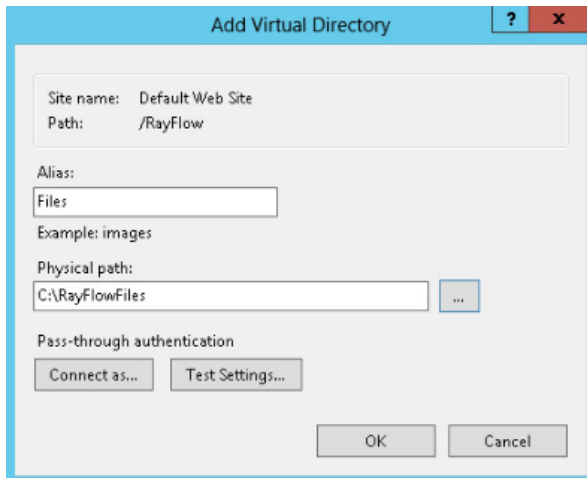 Add Virtual Directory
? x
Site name: Default Web Site
Path: /RayFlow
Alias:
Files
Example: images
Physical path:
C:\RayFlowFiles
...
Pass-through authentication
Connect as... Test Settings...
OK Cancel